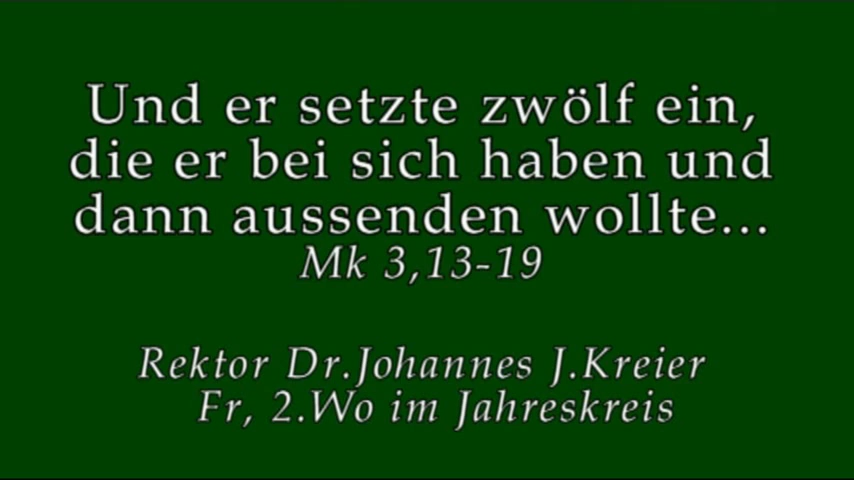 Und er setzte zwölf ein,
die er bei sich haben und
dann aussenden wollte...
Mk 3,13-19
Rektor Dr.Johannes J.Kreier
Fr, 2.Wo im Jahreskreis